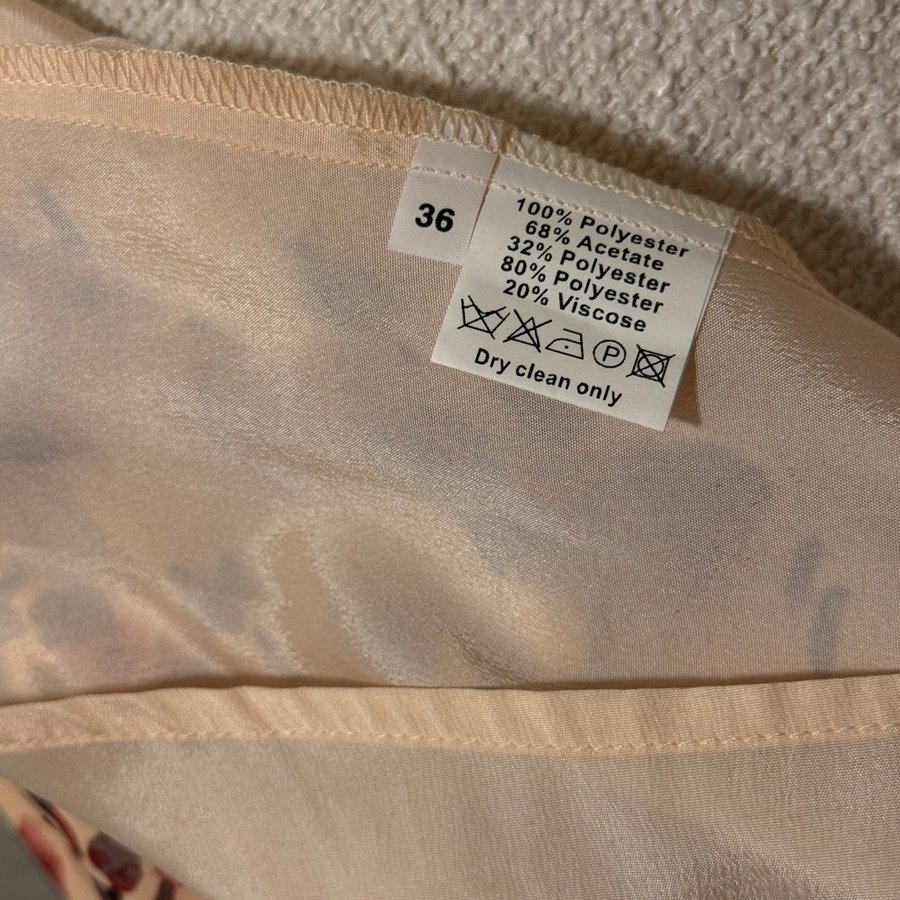 36
100% Polyester
68% Acetate
32% Polyester
80% Polyester
20% Viscose
P
Dry clean only